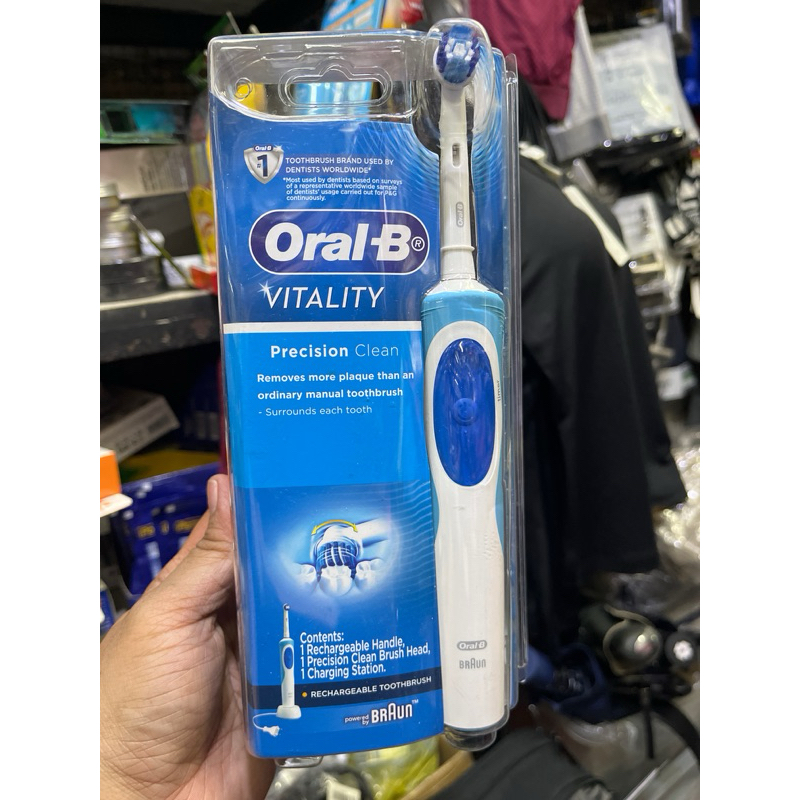 Oral-B
#1
TOOTHBRUSH BRAND USED BY
DENTISTS WORLDWIDE*
*Most used by dentists based on surveys
of a representative worldwide sample
of dentists' usage carried out for P&G
continuously.
Oral-B®
VITALITY
Precision Clean
Removes more plaque than an
ordinary manual toothbrush
- Surrounds each tooth
Contents:
1 Rechargeable Handle,
1 Precision Clean Brush Head,
1 Charging Station.
RECHARGEABLE TOOTHBRUSH
powered by BRAUN™
Oral-B
Oral-B
BRAUN